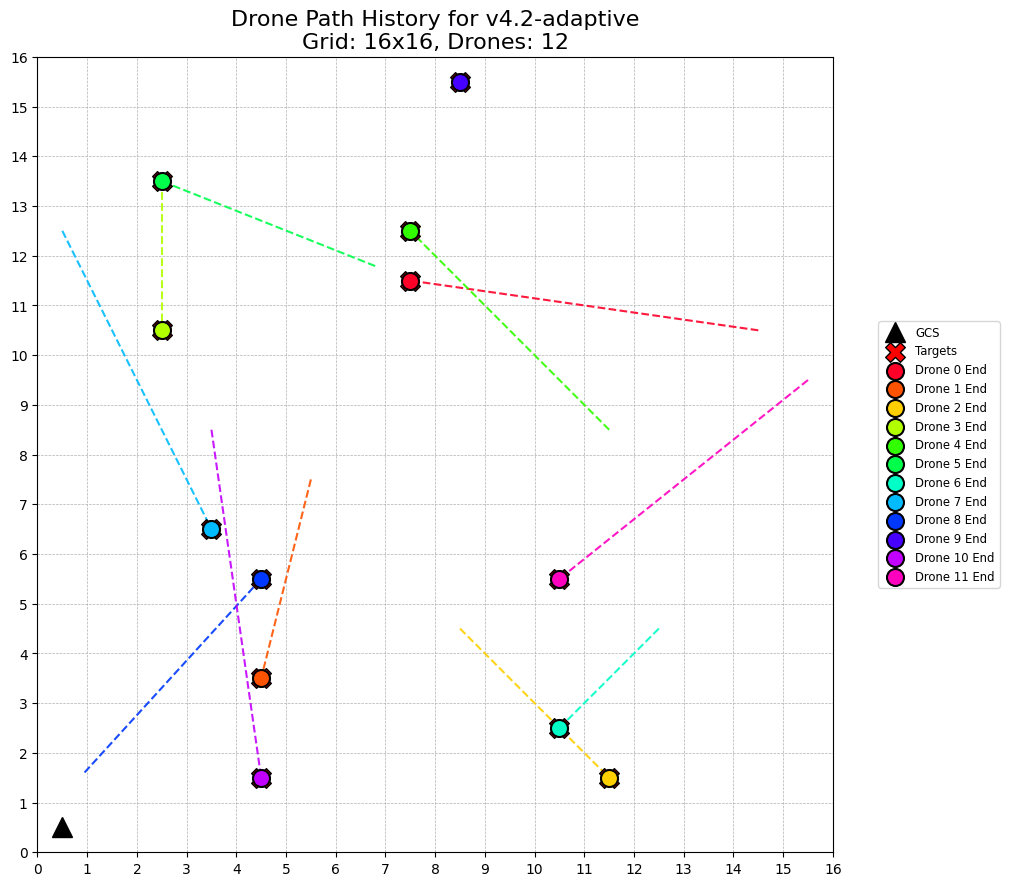 Drone Path History for v4.2-adaptive
Grid: 16x16, Drones: 12
16
15
14
13
12
11
10
9
8
7
6
5
4
3
2
1
0
0 1 2 3 4 5 6 7 8 9 10 11 12 13 14 15 16
GCS
Targets
Drone 0 End
Drone 1 End
Drone 2 End
Drone 3 End
Drone 4 End
Drone 5 End
Drone 6 End
Drone 7 End
Drone 8 End
Drone 9 End
Drone 10 End
Drone 11 End